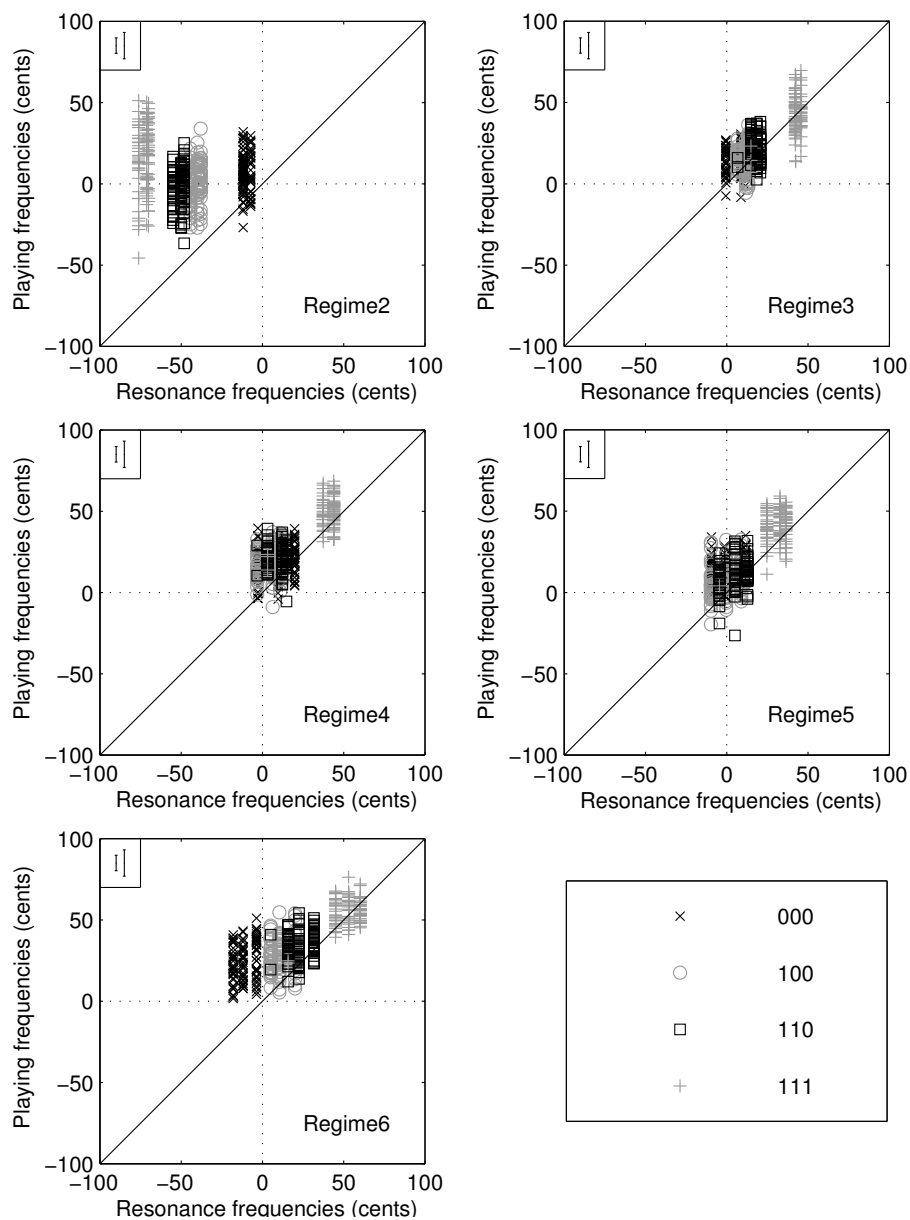 100
50
0
−50
−100
Playing frequencies (cents)
Regime2
−100 −50 0 50 100
Resonance frequencies (cents)
100
50
0
−50
−100
Playing frequencies (cents)
Regime3
−100 −50 0 50 100
Resonance frequencies (cents)
100
50
0
−50
−100
Playing frequencies (cents)
Regime4
−100 −50 0 50 100
Resonance frequencies (cents)
100
50
0
−50
−100
Playing frequencies (cents)
Regime5
−100 −50 0 50 100
Resonance frequencies (cents)
100
50
0
−50
−100
Playing frequencies (cents)
Regime6
−100 −50 0 50 100
Resonance frequencies (cents)
000
100
110
111